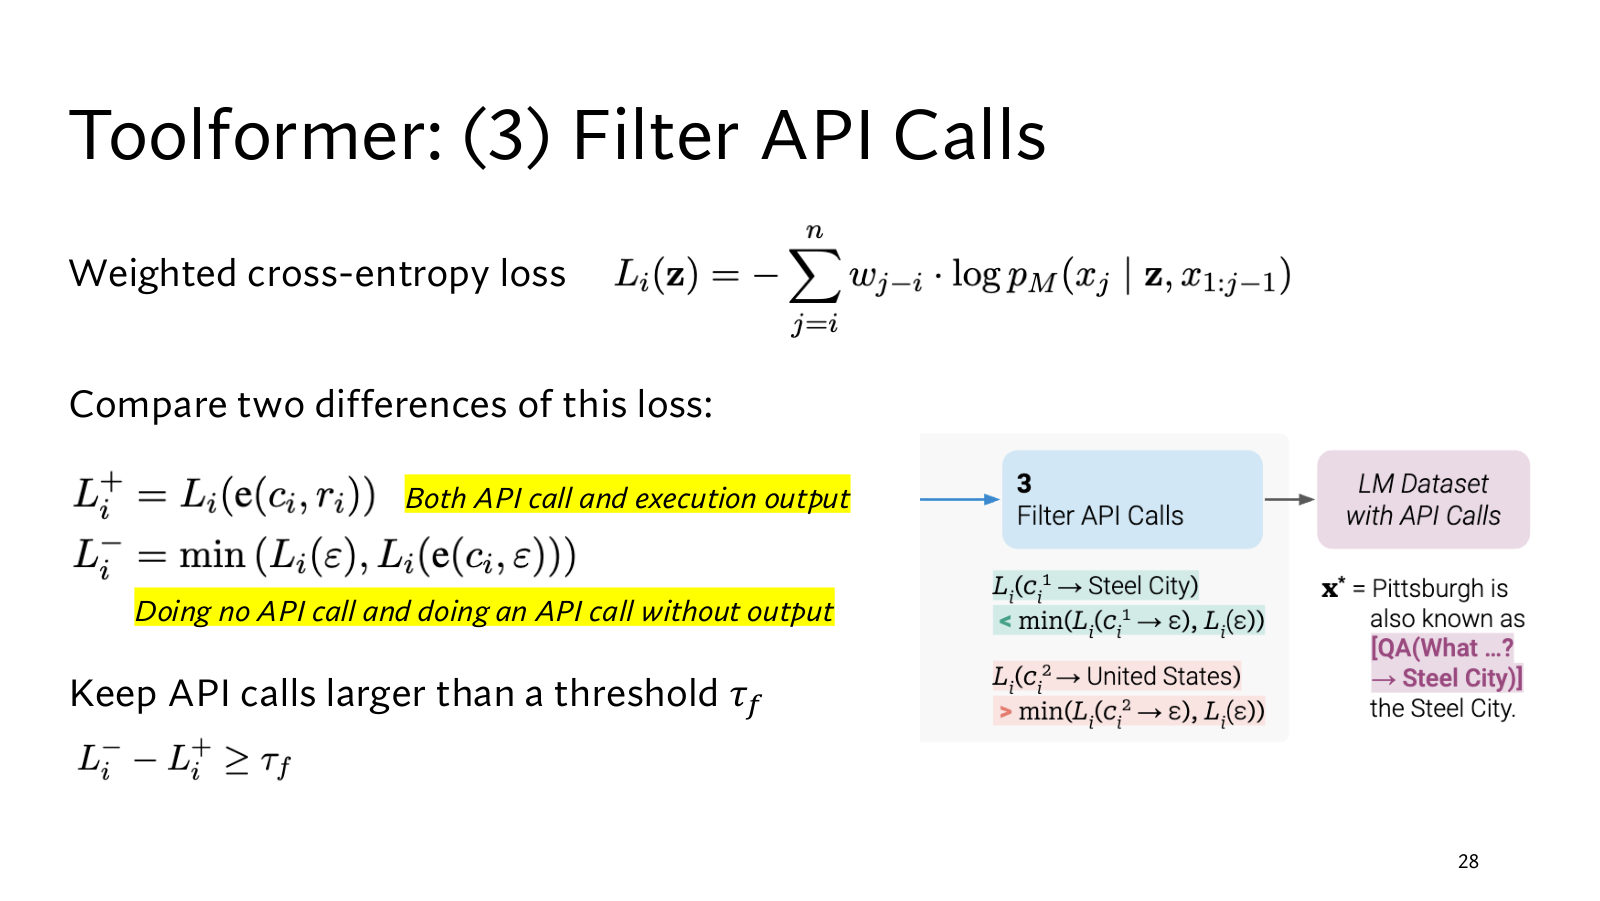 Toolformer: (3) Filter API Calls
Weighted cross-entropy loss L_i(z) = − ∑_{j=i}^{n} w_{j−i} · log p_M(x_j | z, x_{1:j−1})
Compare two differences of this loss:
L_i^+ = L_i(e(c_i, r_i)) Both API call and execution output
L_i^− = min (L_i(ε), L_i(e(c_i, ε)))
Doing no API call and doing an API call without output
Keep API calls larger than a threshold τ_f
L_i^− − L_i^+ ≥ τ_f
3
Filter API Calls
L_i(c_i^1 → Steel City)
< min(L_i(c_i^1 → ε), L_i(ε))
L_i(c_i^2 → United States)
> min(L_i(c_i^2 → ε), L_i(ε))
LM Dataset
with API Calls
x* = Pittsburgh is
also known as
[QA(What ...?
→ Steel City)]
the Steel City.
28